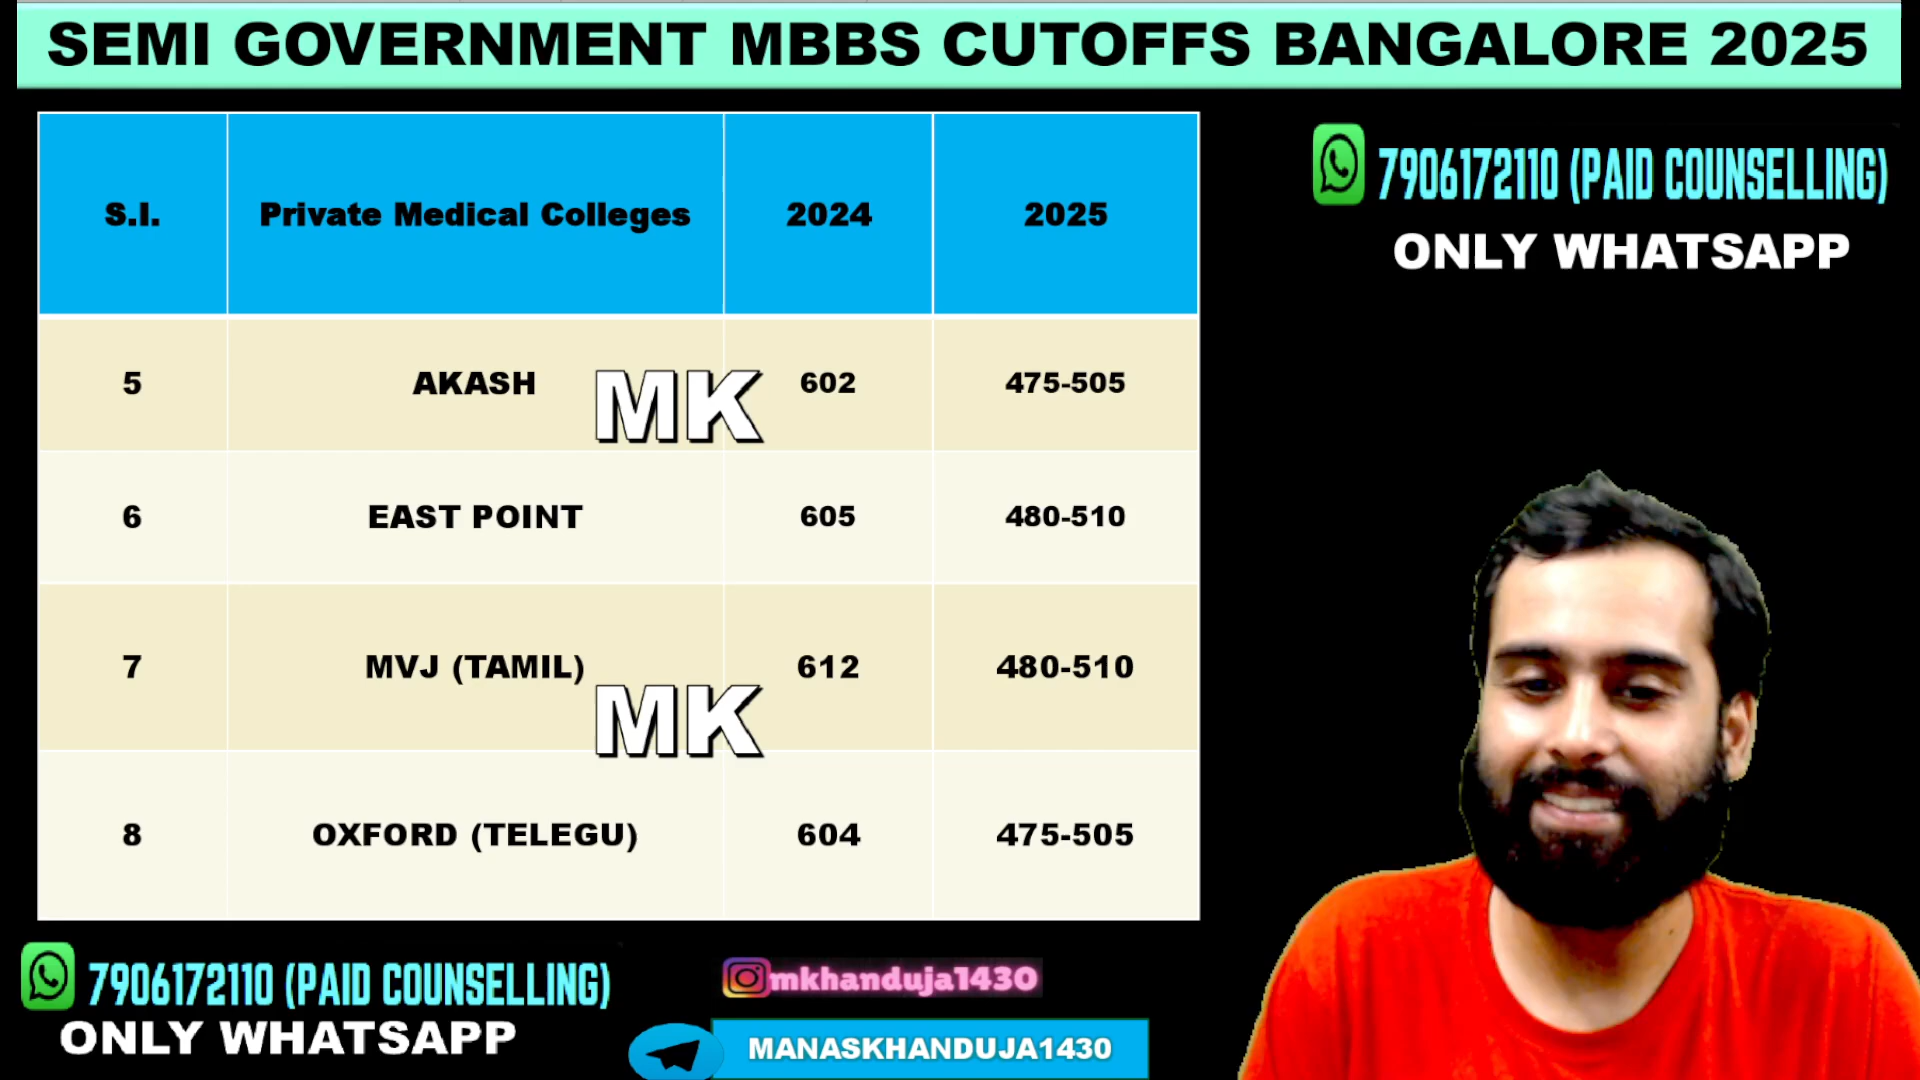 SEMI GOVERNMENT MBBS CUTOFFS BANGALORE 2025
7906172110 (PAID COUNSELLING)
ONLY WHATSAPP
S.I. Private Medical Colleges 2024 2025
5 AKASH 602 475-505
MK
6 EAST POINT 605 480-510
7 MVJ (TAMIL) 612 480-510
MK
8 OXFORD (TELEGU) 604 475-505
7906172110 (PAID COUNSELLING)
ONLY WHATSAPP
mkhanduja1430
MANASKHANDUJA1430